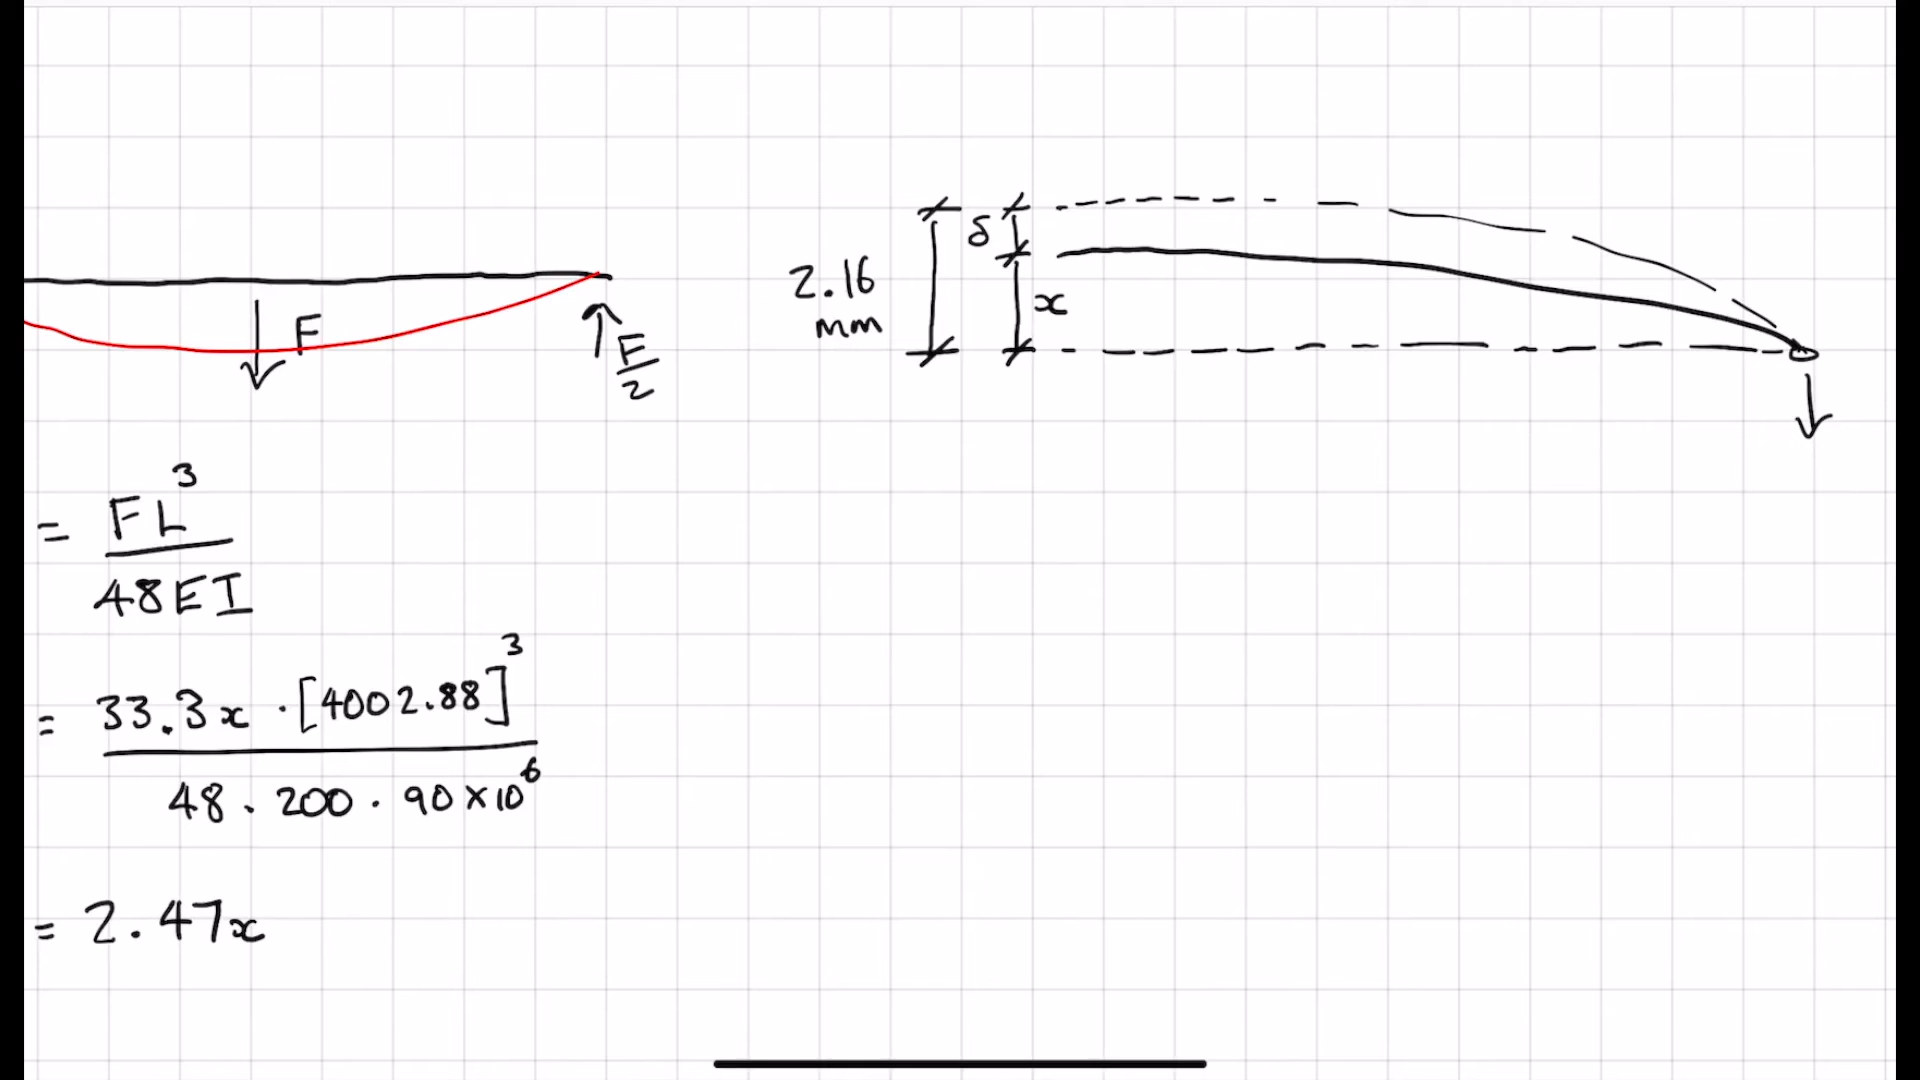 F
F/2
= FL³/48EI
= 33.3x · [4002.88]³/48 · 200 · 90×10⁶
= 2.47x
2.16
mm
δ
x